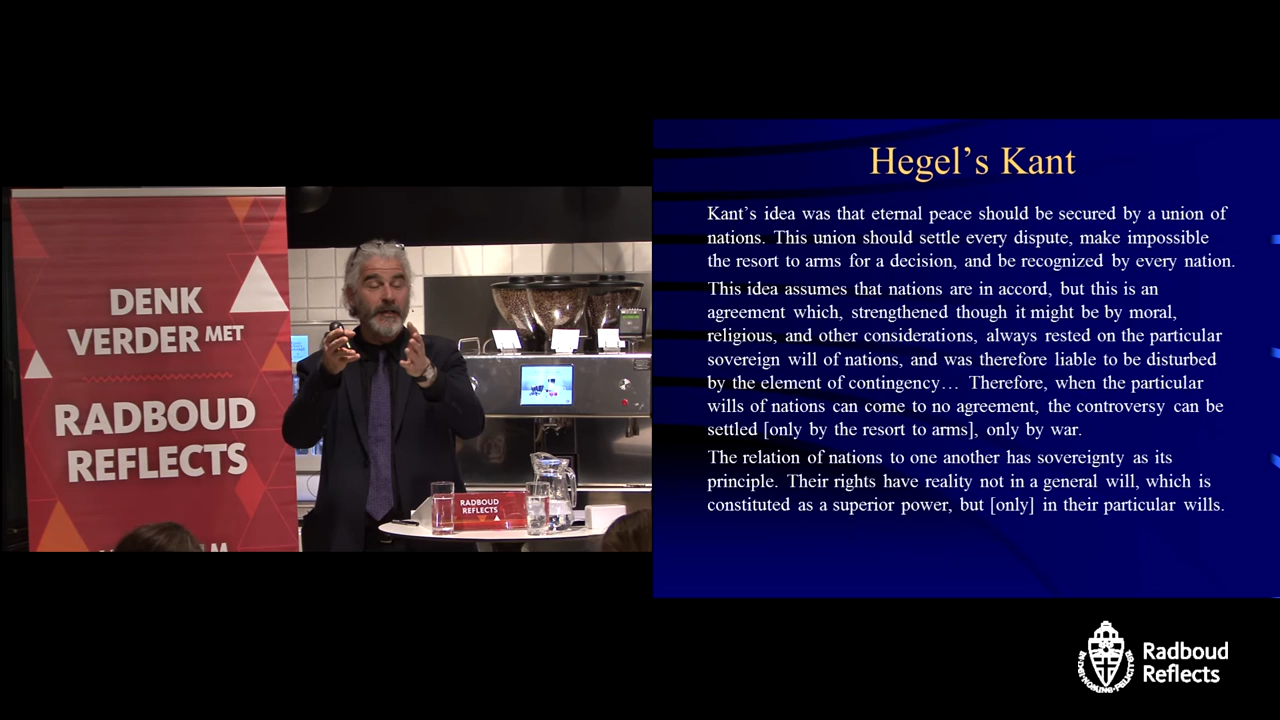 DENK
VERDER MET
RADBOUD
REFLECTS
RADBOUD
REFLECTS
Hegel's Kant
Kant's idea was that eternal peace should be secured by a union of
nations. This union should settle every dispute, make impossible
the resort to arms for a decision, and be recognized by every nation.
This idea assumes that nations are in accord, but this is an
agreement which, strengthened though it might be by moral,
religious, and other considerations, always rested on the particular
sovereign will of nations, and was therefore liable to be disturbed
by the element of contingency… Therefore, when the particular
wills of nations can come to no agreement, the controversy can be
settled [only by the resort to arms], only by war.
The relation of nations to one another has sovereignty as its
principle. Their rights have reality not in a general will, which is
constituted as a superior power, but [only] in their particular wills.
Radboud
Reflects